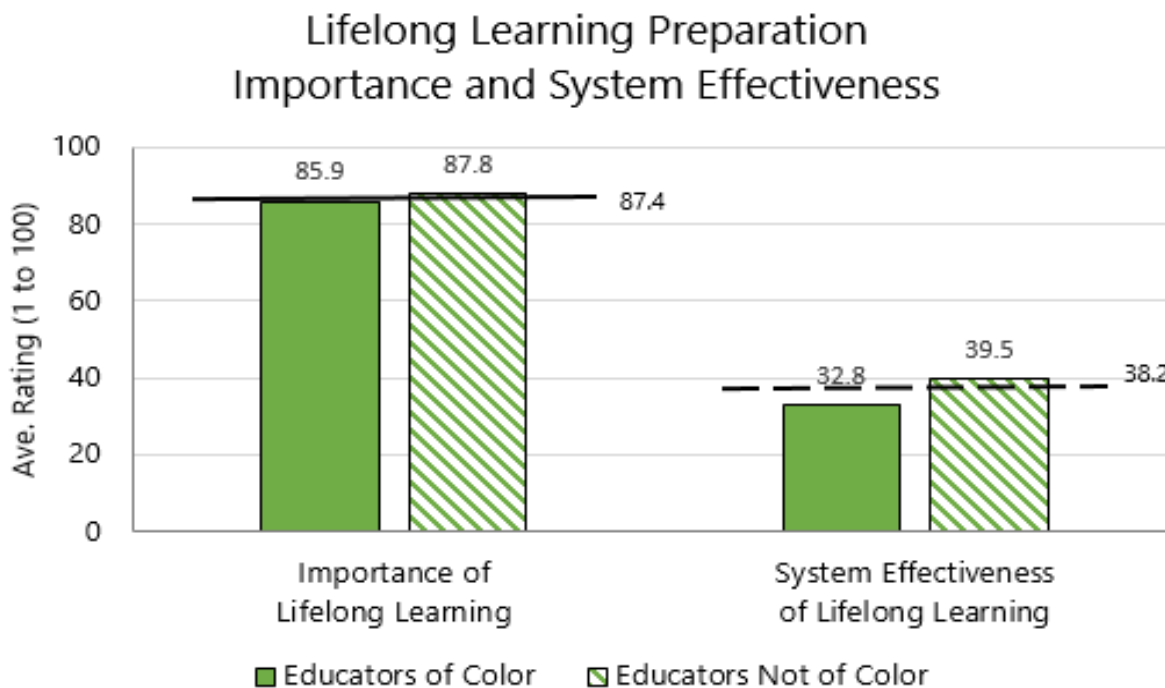 Lifelong Learning Preparation
Importance and System Effectiveness
Ave. Rating (1 to 100)
100
80
60
40
20
0
85.9
87.8
87.4
32.8
39.5
38.2
Importance of
Lifelong Learning
System Effectiveness
of Lifelong Learning
Educators of Color
Educators Not of Color